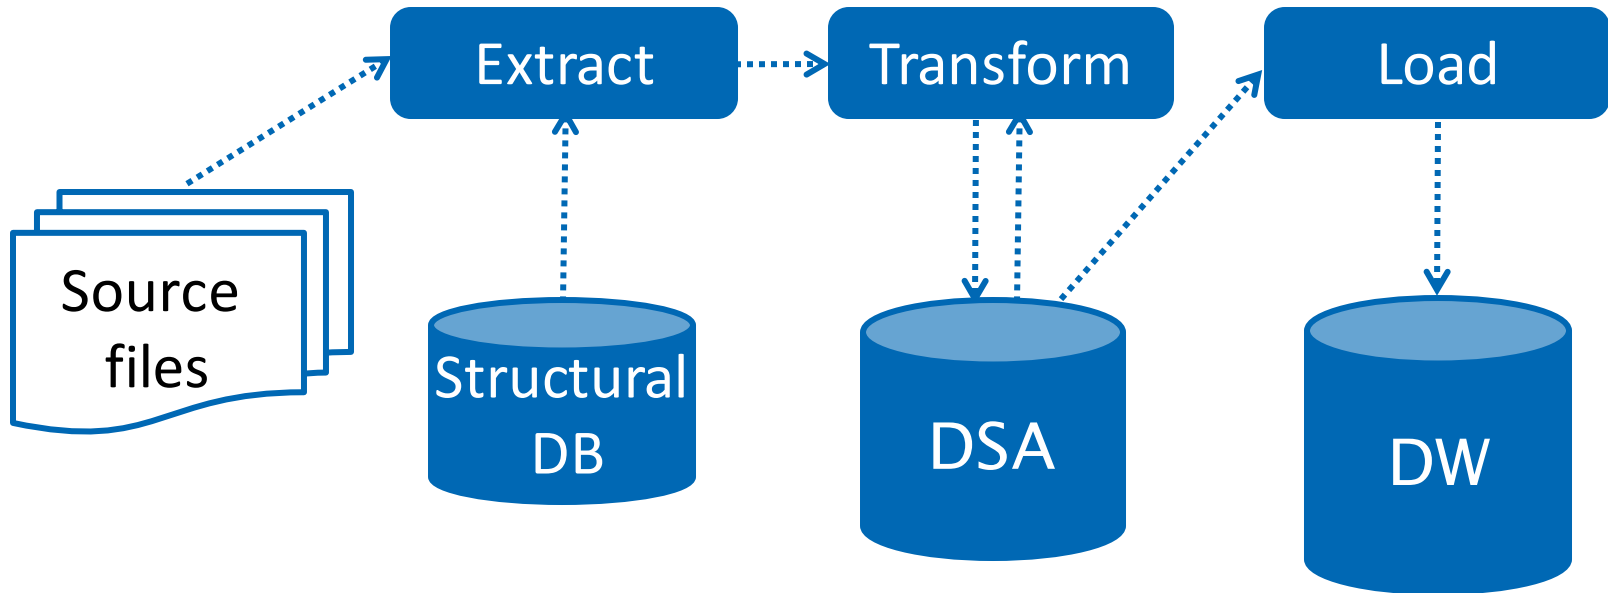 Extract
Transform
Load
Source
files
Structural
DB
DSA
DW